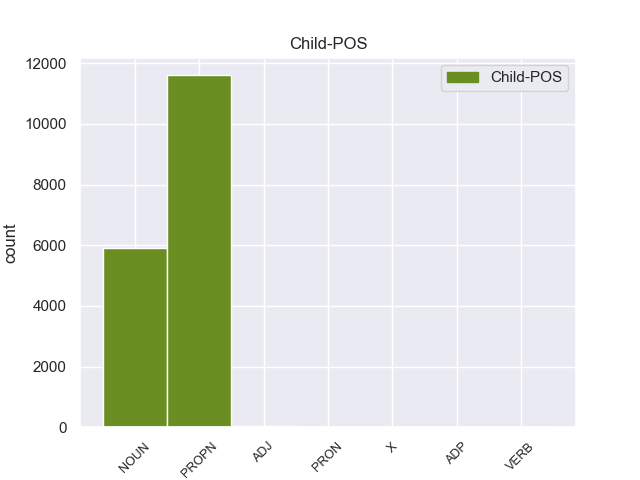 Child-POS
12000
10000
8000
6000
4000
2000
0
count
Child-POS
NOUN
PROPN
ADJ
PRON
X
ADP
VERB